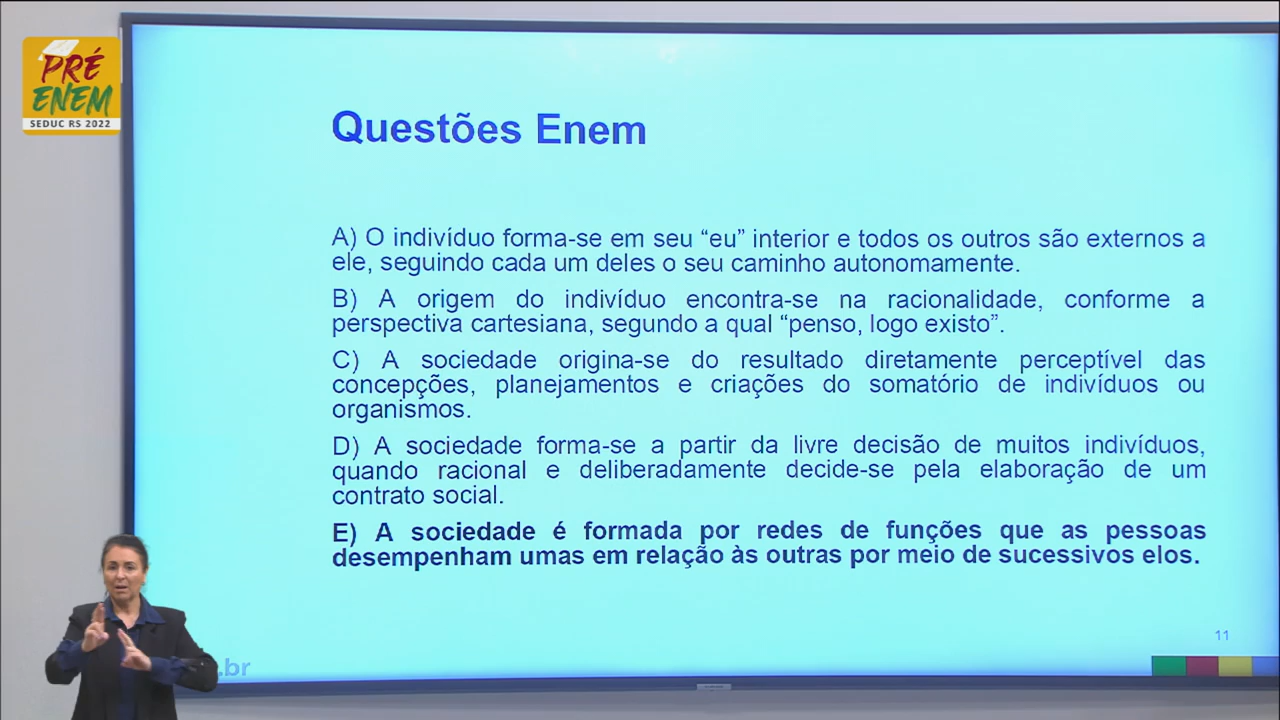 PRÉ
ENEM
SEDUC RS 2022
Questões Enem
A) O indivíduo forma-se em seu “eu” interior e todos os outros são externos a
ele, seguindo cada um deles o seu caminho autonomamente.
B) A origem do indivíduo encontra-se na racionalidade, conforme a
perspectiva cartesiana, segundo a qual “penso, logo existo”.
C) A sociedade origina-se do resultado diretamente perceptível das
concepções, planejamentos e criações do somatório de indivíduos ou
organismos.
D) A sociedade forma-se a partir da livre decisão de muitos indivíduos,
quando racional e deliberadamente decide-se pela elaboração de um
contrato social.
E) A sociedade é formada por redes de funções que as pessoas
desempenham umas em relação às outras por meio de sucessivos elos.
11
.br